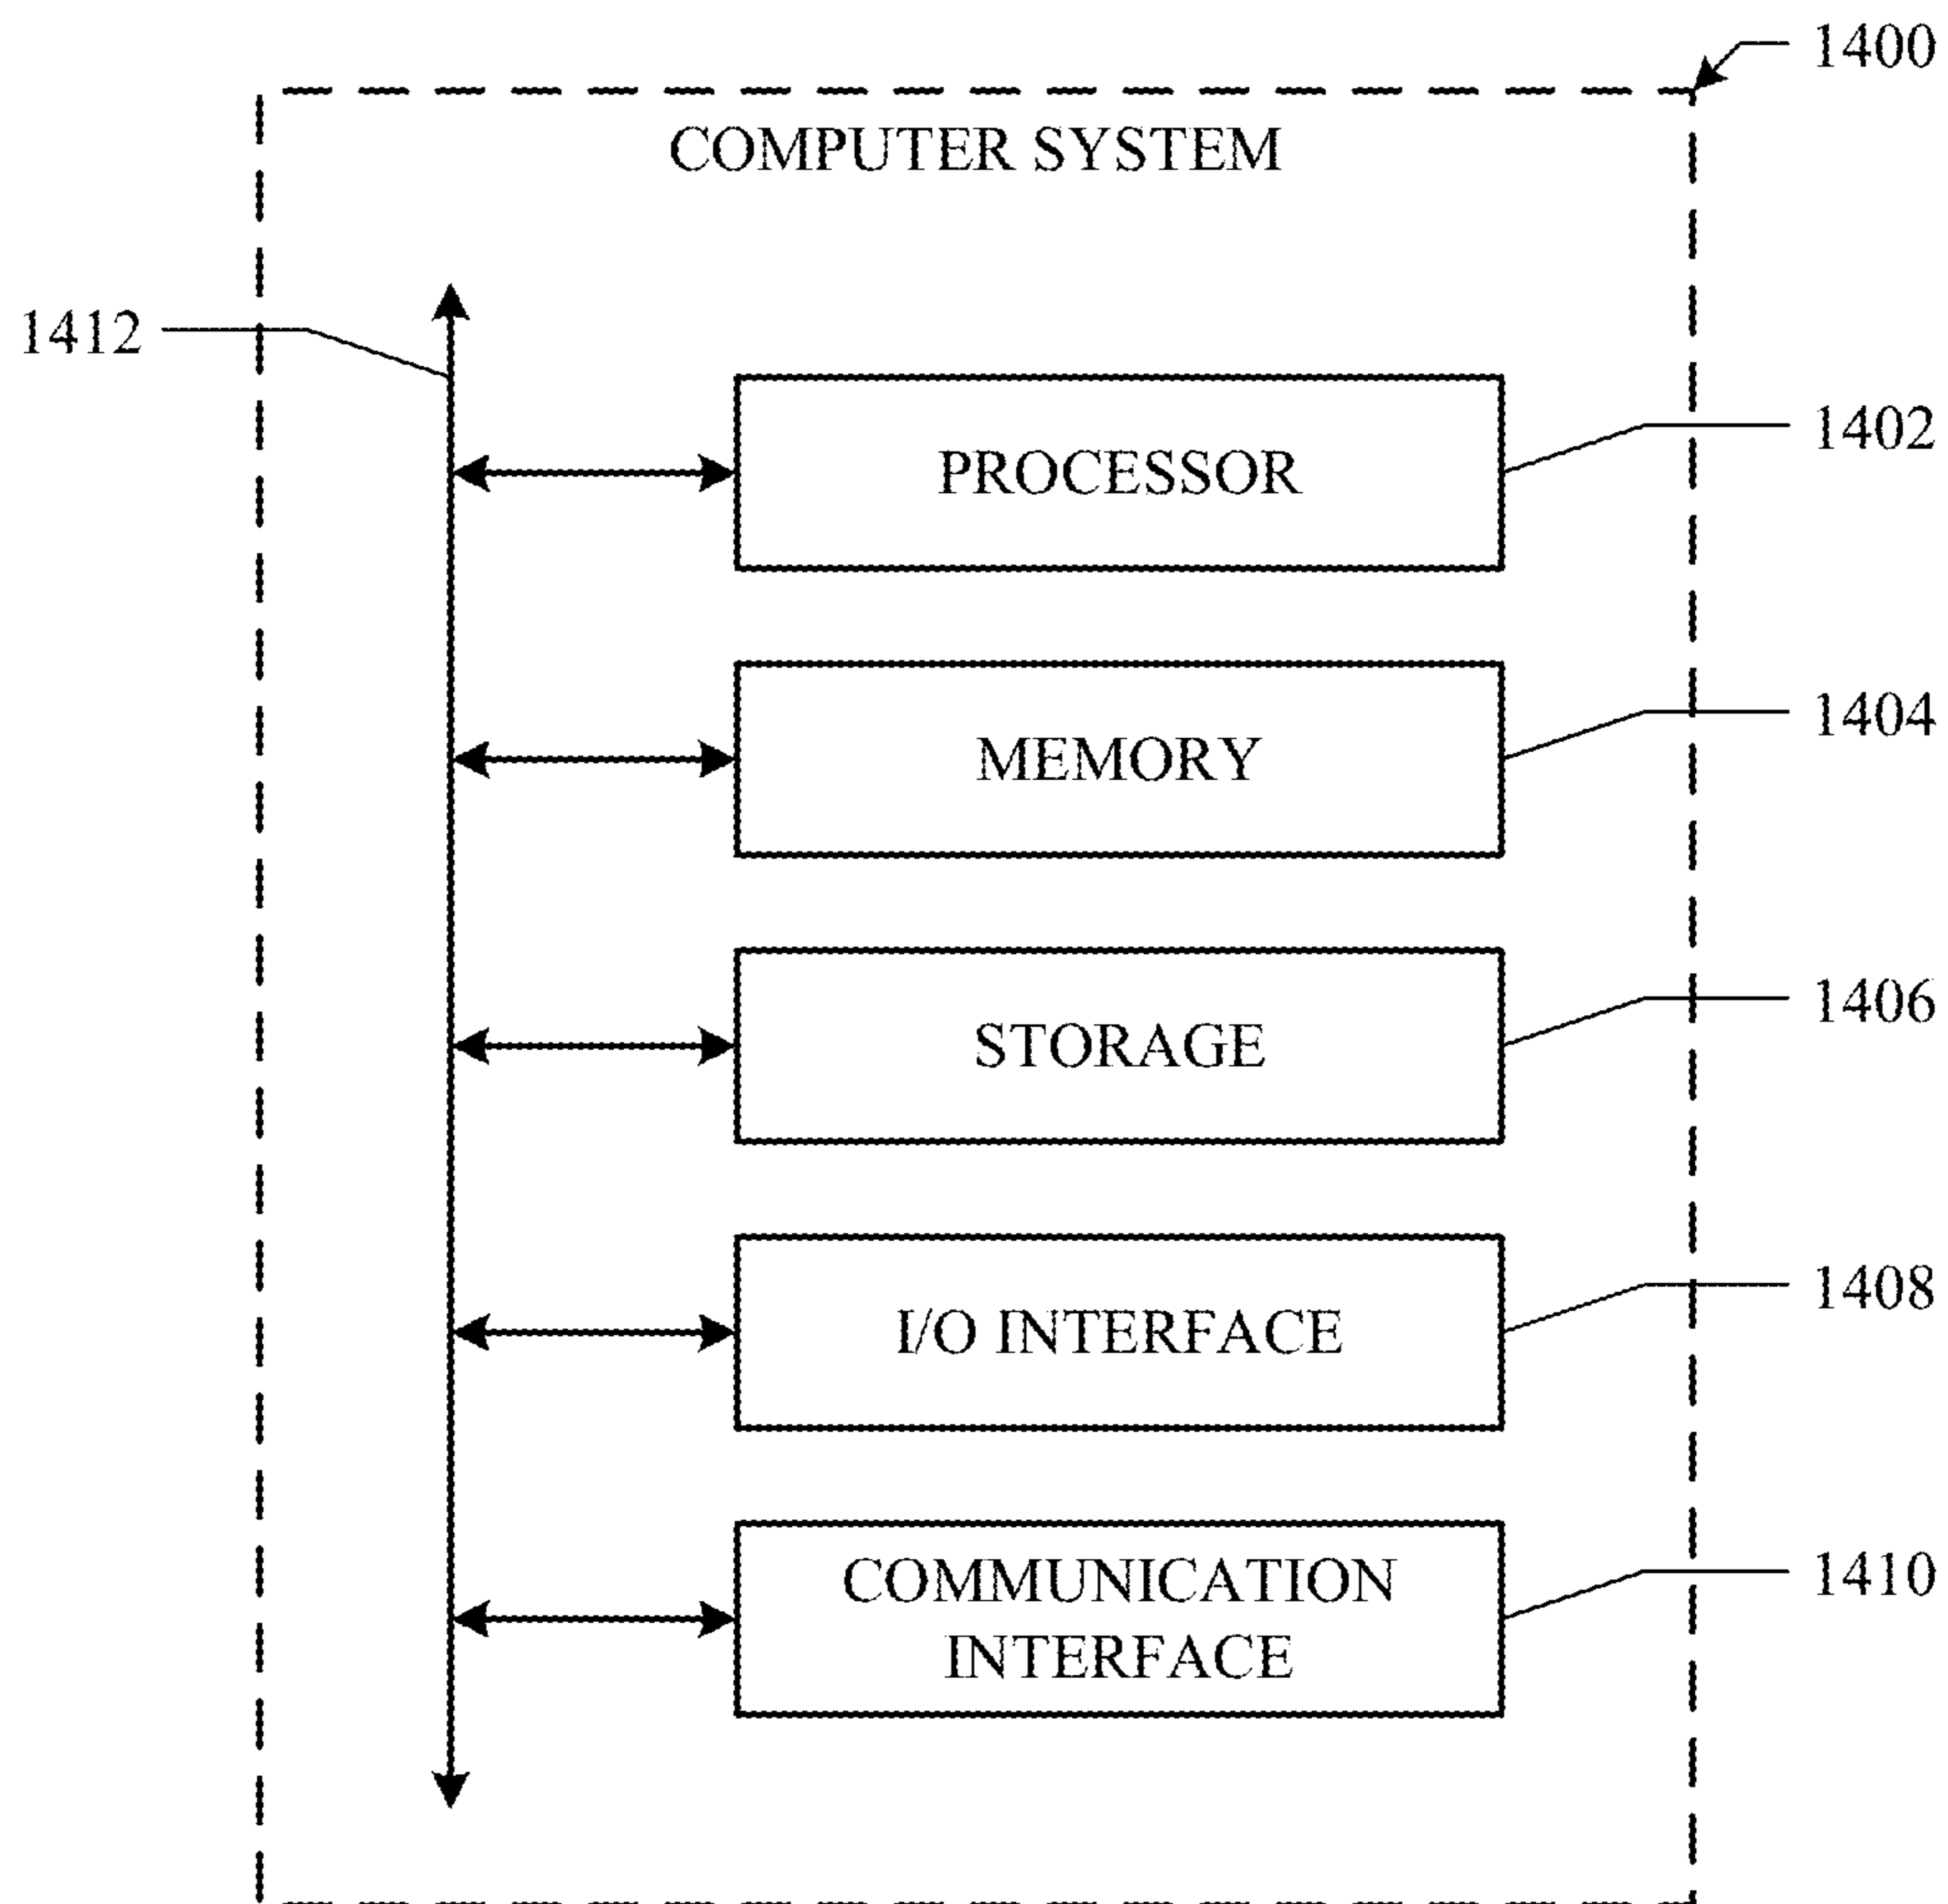 1400
COMPUTER SYSTEM
1412
1402
PROCESSOR
1404
MEMORY
1406
STORAGE
1408
I/O INTERFACE
1410
COMMUNICATION
INTERFACE